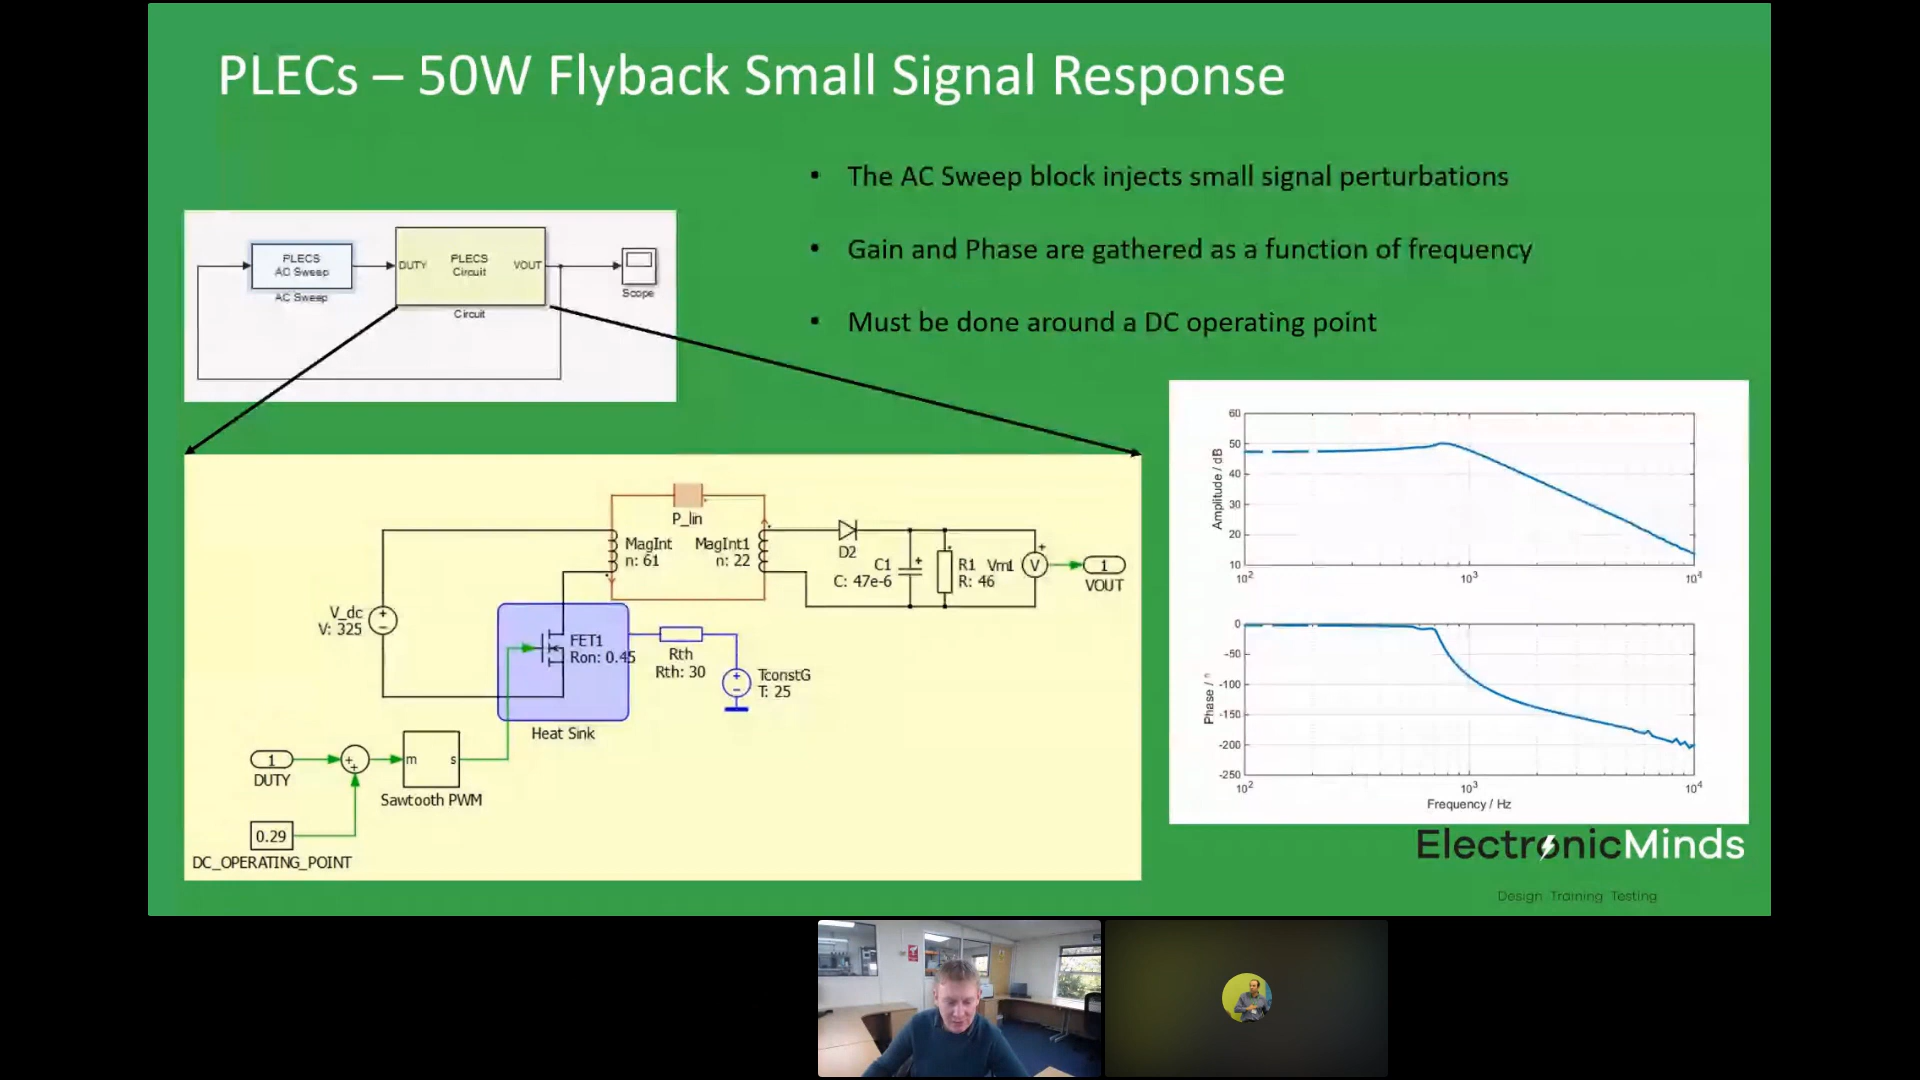 PLECs – 50W Flyback Small Signal Response
• The AC Sweep block injects small signal perturbations
• Gain and Phase are gathered as a function of frequency
• Must be done around a DC operating point
PLECS
AC Sweep
AC Sweep
DUTY
PLECS
Circuit
VOUT
Circuit
Scope
P_lin
MagInt
n: 61
MagInt1
n: 22
D2
C1
C: 47e-6
R1
R: 46
Vm1
V
1
VOUT
V_dc
V: 325
FET1
Ron: 0.45
Heat Sink
Rth
Rth: 30
TconstG
T: 25
1
DUTY
m s
Sawtooth PWM
0.29
DC_OPERATING_POINT
Amplitude / dB
60
50
40
30
20
10
10² 10³ 10⁴
Phase / °
0
-50
-100
-150
-200
-250
10² 10³ 10⁴
Frequency / Hz
ElectronicMinds
Design Training Testing